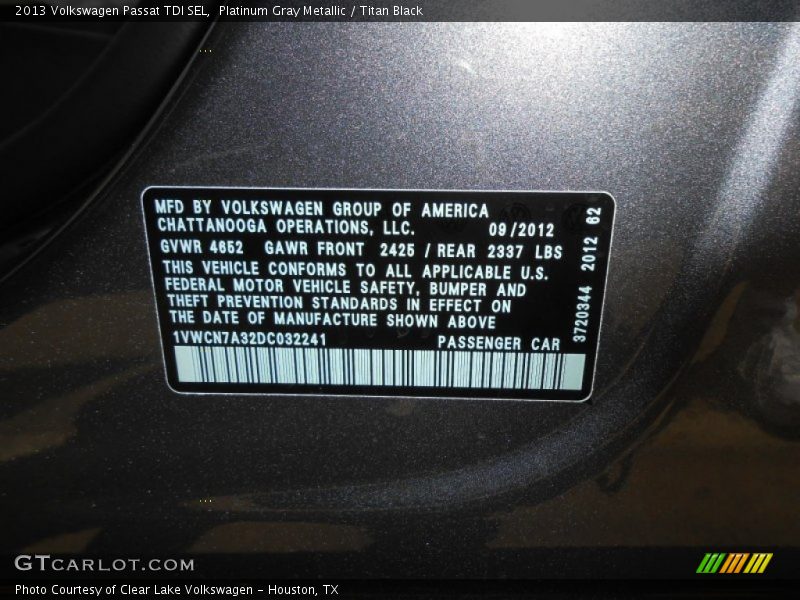 2013 Volkswagen Passat TDI SEL, Platinum Gray Metallic / Titan Black
MFD BY VOLKSWAGEN GROUP OF AMERICA
CHATTANOOGA OPERATIONS, LLC. 09/2012
GVWR 4652 GAWR FRONT 2425 / REAR 2337 LBS
THIS VEHICLE CONFORMS TO ALL APPLICABLE U.S.
FEDERAL MOTOR VEHICLE SAFETY, BUMPER AND
THEFT PREVENTION STANDARDS IN EFFECT ON
THE DATE OF MANUFACTURE SHOWN ABOVE
1VWCN7A32DC032241 PASSENGER CAR
3720344 2012 62
GTCARLOT.COM
Photo Courtesy of Clear Lake Volkswagen - Houston, TX